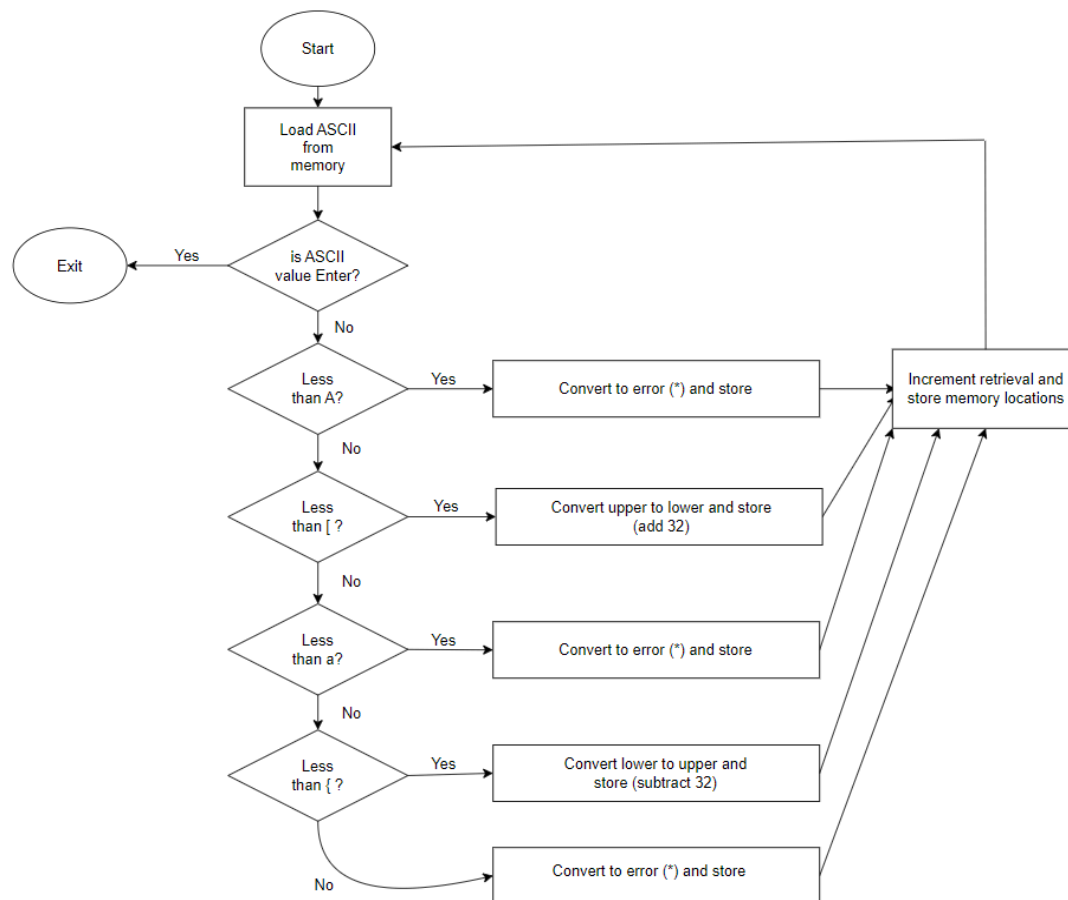 Start
Load ASCII
from
memory
is ASCII
value Enter?
Yes
Exit
No
Less
than A?
Yes
Convert to error (*) and store
Increment retrieval and
store memory locations
No
Less
than [ ?
Yes
Convert upper to lower and store
(add 32)
No
Less
than a?
Yes
Convert to error (*) and store
No
Less
than { ?
Yes
Convert lower to upper and
store (subtract 32)
No
Convert to error (*) and store